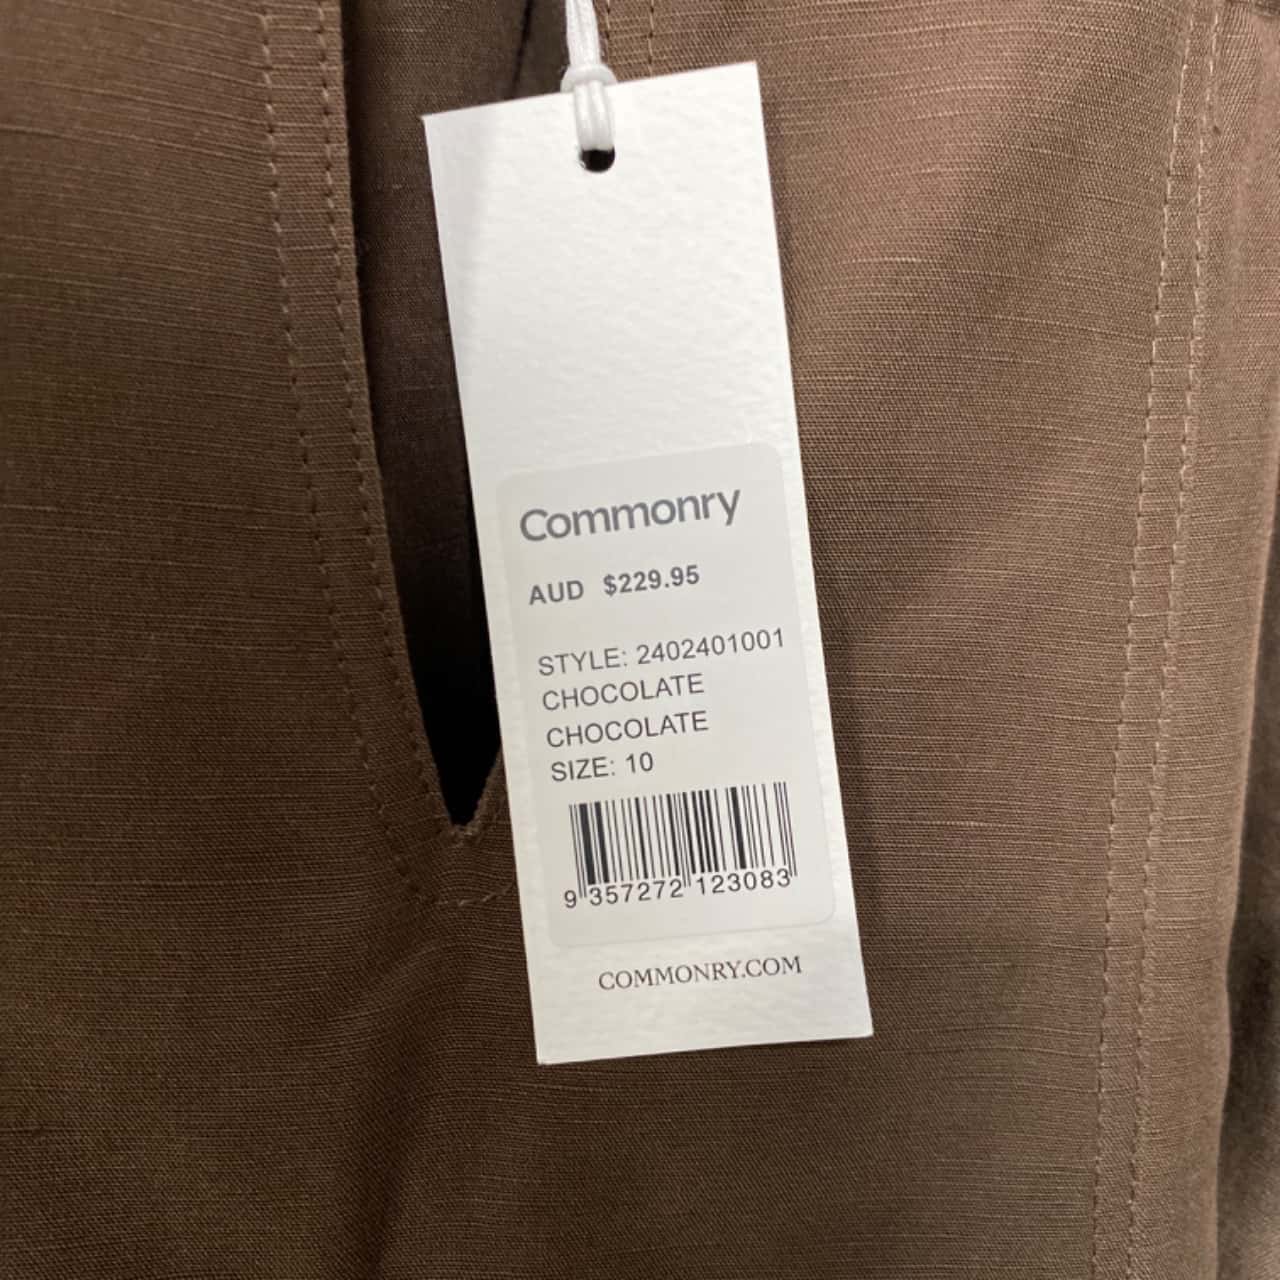 Commonry
AUD $229.95
STYLE: 2402401001
CHOCOLATE
CHOCOLATE
SIZE: 10
9 357272 123083
COMMONRY.COM